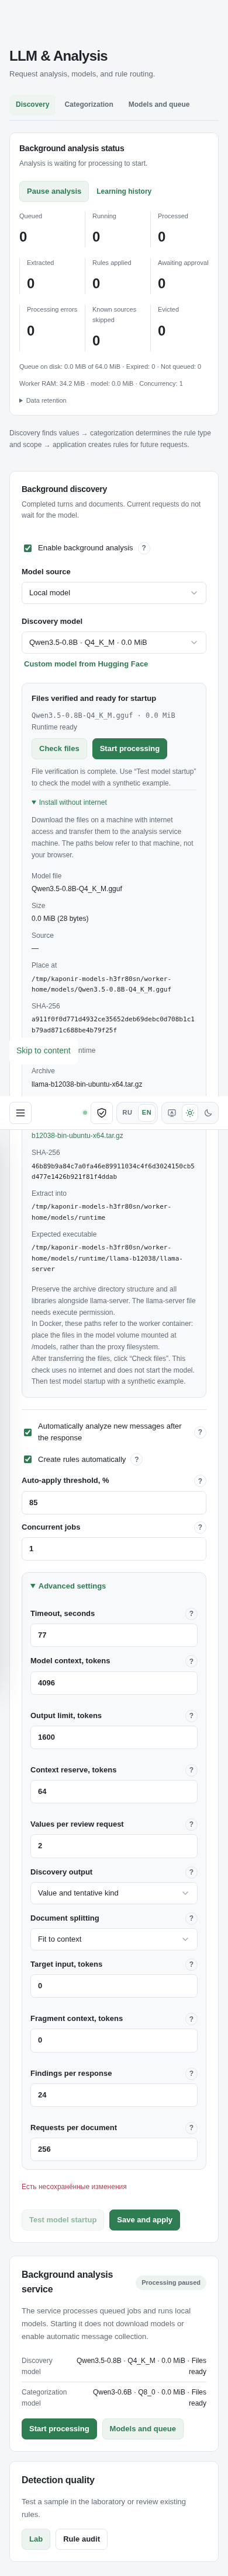 LLM & Analysis
Request analysis, models, and rule routing.
Discovery Categorization Models and queue
Background analysis status
Analysis is waiting for processing to start.
Pause analysis Learning history
Queued Running Processed
0 0 0
Extracted Rules applied Awaiting approval
0 0 0
Processing errors Known sources skipped Evicted
0 0 0
Queue on disk: 0.0 MiB of 64.0 MiB · Expired: 0 · Not queued: 0
Worker RAM: 34.2 MiB · model: 0.0 MiB · Concurrency: 1
Data retention
Discovery finds values → categorization determines the rule type
and scope → application creates rules for future requests.
Background discovery
Completed turns and documents. Current requests do not
wait for the model.
Enable background analysis ?
Model source
Local model
Discovery model
Qwen3.5-0.8B · Q4_K_M · 0.0 MiB
Custom model from Hugging Face
Files verified and ready for startup
Qwen3.5-0.8B-Q4_K_M.gguf · 0.0 MiB
Runtime ready
Check files Start processing
File verification is complete. Use "Test model startup"
to check the model with a synthetic example.
Install without internet
Download the files on a machine with internet
access and transfer them to the analysis service
machine. The paths below refer to that machine, not
your browser.
Model file
Qwen3.5-0.8B-Q4_K_M.gguf
Size
0.0 MiB (28 bytes)
Source
—
Place at
/tmp/kaponir-models-h3fr80sn/worker-
home/models/Qwen3.5-0.8B-Q4_K_M.gguf
SHA-256
a911f0f0d771d4932ce35652deb69debc0d708b1c1
b79ad871c688be4b79f25f
Skip to content
ntime
Archive
llama-b12038-bin-ubuntu-x64.tar.gz
RU EN
b12038-bin-ubuntu-x64.tar.gz
SHA-256
46b89b9a84c7a0fa46e89911034c4f6d3024150cb5
d477e1426b921f81f4ddab
Extract into
/tmp/kaponir-models-h3fr80sn/worker-
home/models/runtime
Expected executable
/tmp/kaponir-models-h3fr80sn/worker-
home/models/runtime/llama-b12038/llama-
server
Preserve the archive directory structure and all
libraries alongside llama-server. The llama-server file
needs execute permission.
In Docker, these paths refer to the worker container:
place the files in the model volume mounted at
/models, rather than the proxy filesystem.
After transferring the files, click "Check files". This
check uses no internet and does not start the model.
Then test model startup with a synthetic example.
Automatically analyze new messages after
the response ?
Create rules automatically ?
Auto-apply threshold, % ?
85
Concurrent jobs ?
1
Advanced settings
Timeout, seconds ?
77
Model context, tokens ?
4096
Output limit, tokens ?
1600
Context reserve, tokens ?
64
Values per review request ?
2
Discovery output ?
Value and tentative kind
Document splitting ?
Fit to context
Target input, tokens ?
0
Fragment context, tokens ?
0
Findings per response ?
24
Requests per document ?
256
Есть несохранённые изменения
Test model startup Save and apply
Background analysis
service
Processing paused
The service processes queued jobs and runs local
models. Starting it does not download models or
enable automatic message collection.
Discovery model Qwen3.5-0.8B · Q4_K_M · 0.0 MiB · Files ready
Categorization model Qwen3-0.6B · Q8_0 · 0.0 MiB · Files ready
Start processing Models and queue
Detection quality
Test a sample in the laboratory or review existing
rules.
Lab Rule audit